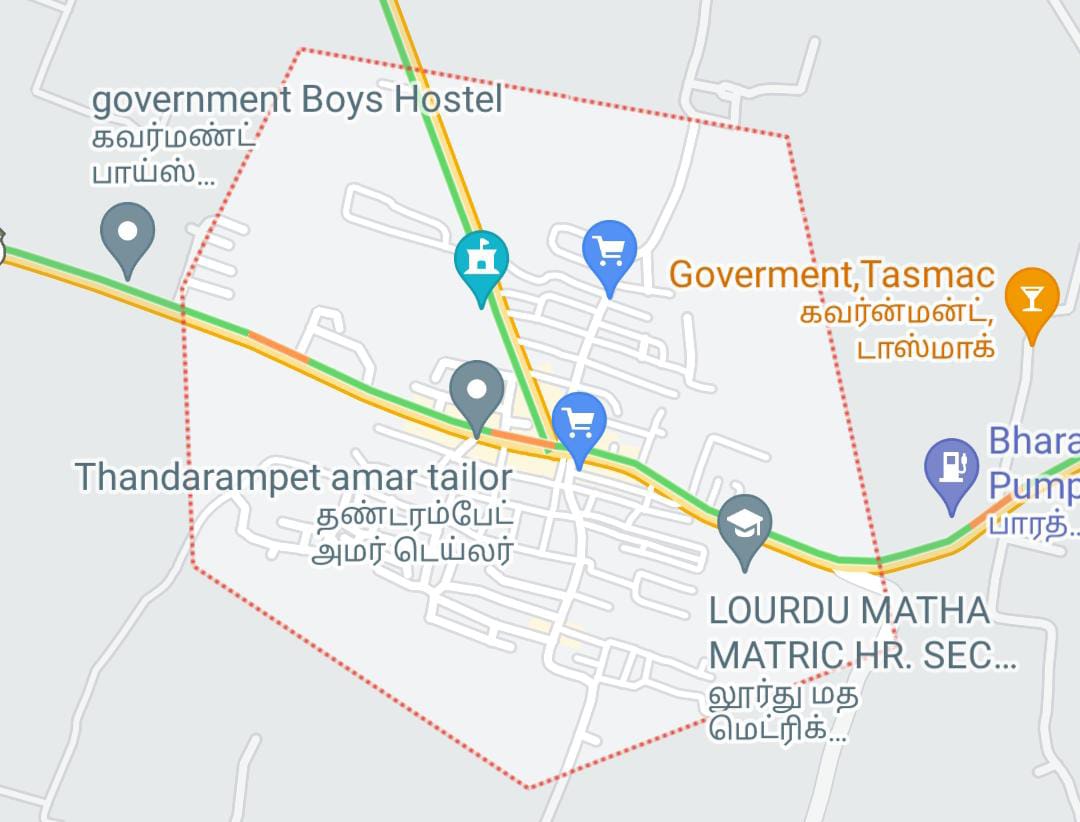 government Boys Hostel
கவர்மண்ட்
பாய்ஸ்...
Goverment,Tasmac
கவர்ன்மன்ட்,
டாஸ்மாக்
Bhara
Pump
பாரத்...
Thandarampet amar tailor
தண்டரம்பேட்
அமர் டெய்லர்
LOURDU MATHA
MATRIC HR. SEC...
லூர்து மத
மெட்ரிக்...